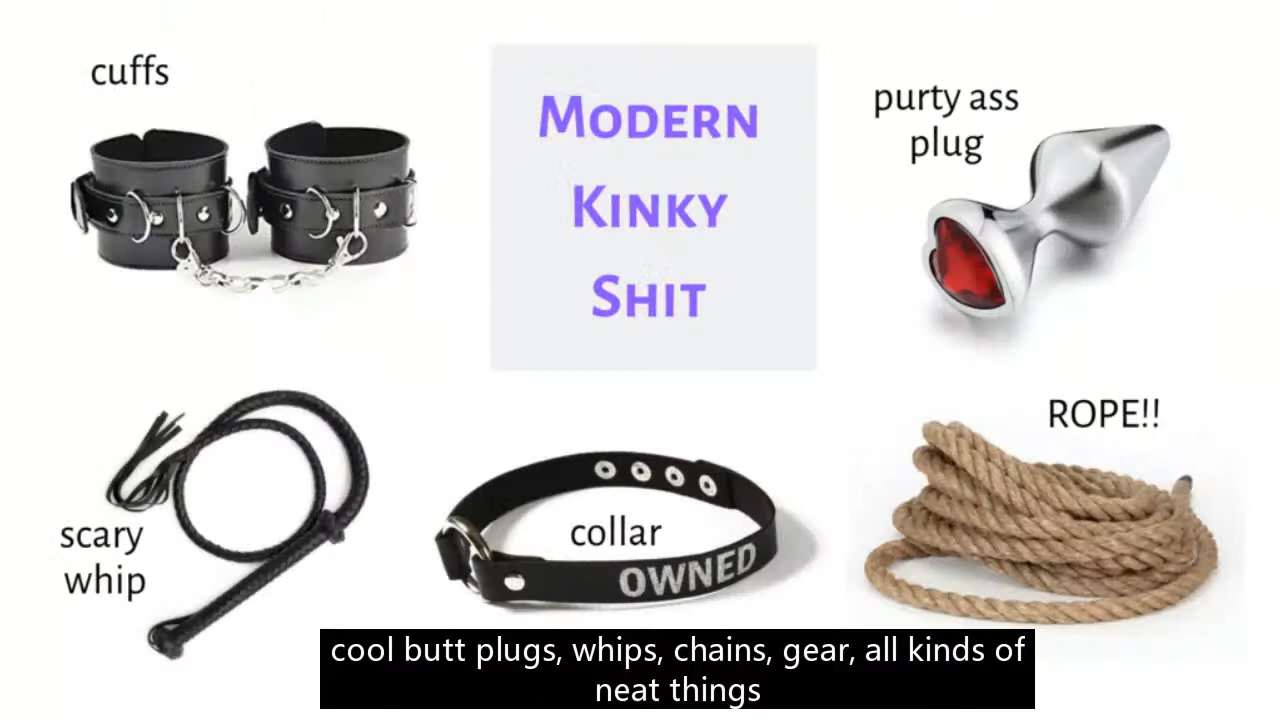 cuffs
MODERN
KINKY
SHIT
purty ass
plug
scary
whip
collar
OWNED
ROPE!!
cool butt plugs, whips, chains, gear, all kinds of
neat things